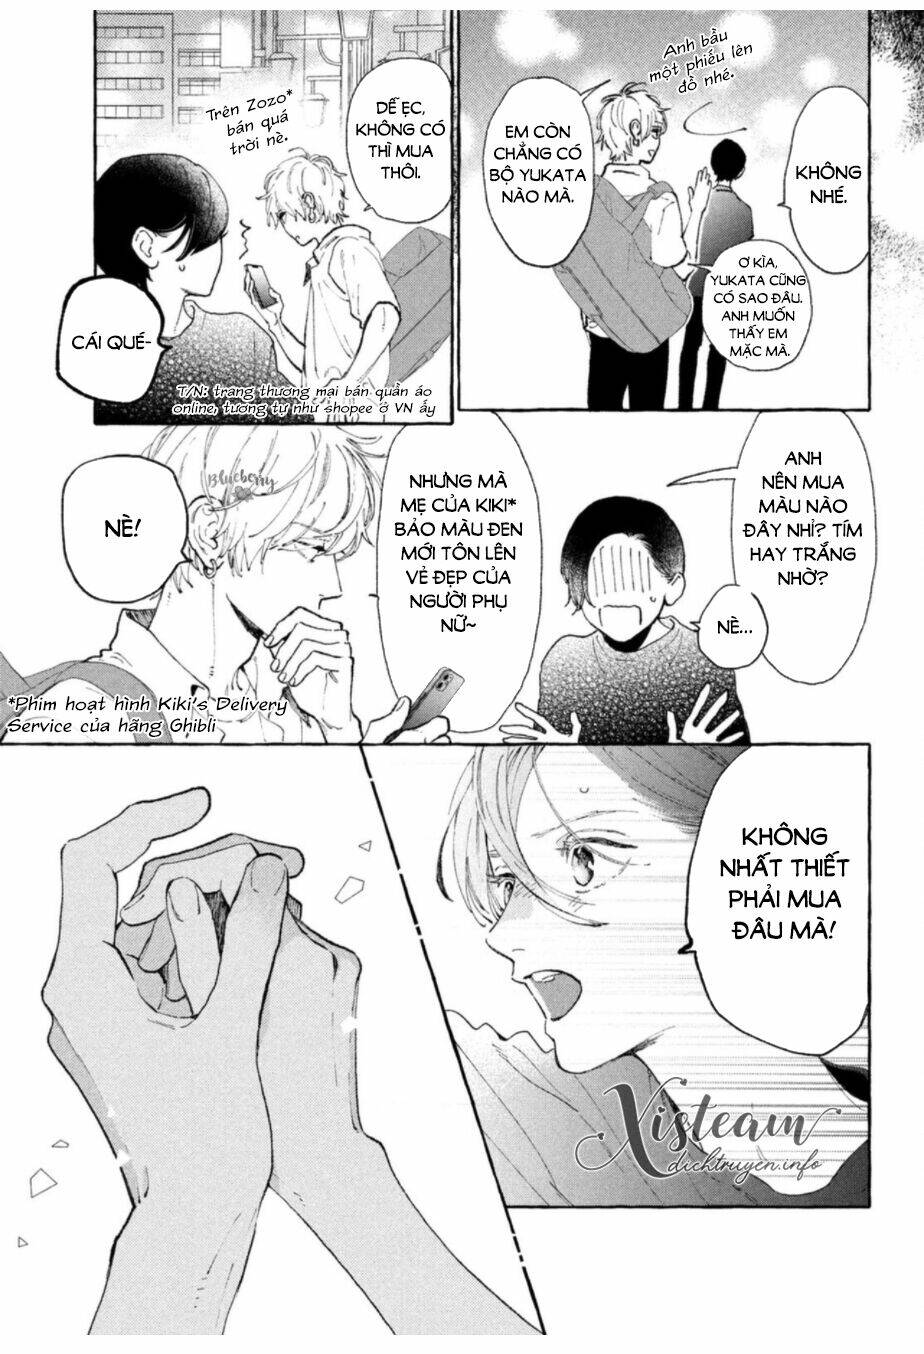 Anh bầu
một phiếu lên
đồ nhé.
KHÔNG
NHÉ.
EM CÒN
CHẲNG CÓ
BỘ YUKATA
NÀO MÀ.
Ơ KÌA,
YUKATA CŨNG
CÓ SAO ĐÂU.
ANH MUỐN
THẤY EM
MẶC MÀ.
DỄ ẸC,
KHÔNG CÓ
THÌ MUA
THÔI.
Trên Zozo*
bán quá
trời nè.
CÁI QUÉ-
T/N: trang thương mại bán quần áo
online, tương tự như shopee ở VN ấy
ANH
NÊN MUA
MÀU NÀO
ĐÂY NHỈ? TÍM
HAY TRẮNG
NHỜ?
NÈ...
NHƯNG MÀ
MẸ CỦA KIKI*
BẢO MÀU ĐEN
MỚI TÔN LÊN
VẺ ĐẸP CỦA
NGƯỜI PHỤ
NỮ~
Blueberry
NÈ!
*Phim hoạt hình Kiki's Delivery
Service của hãng Ghibli
KHÔNG
NHẤT THIẾT
PHẢI MUA
ĐÂU MÀ!
Xisteam
dichtruyen.info